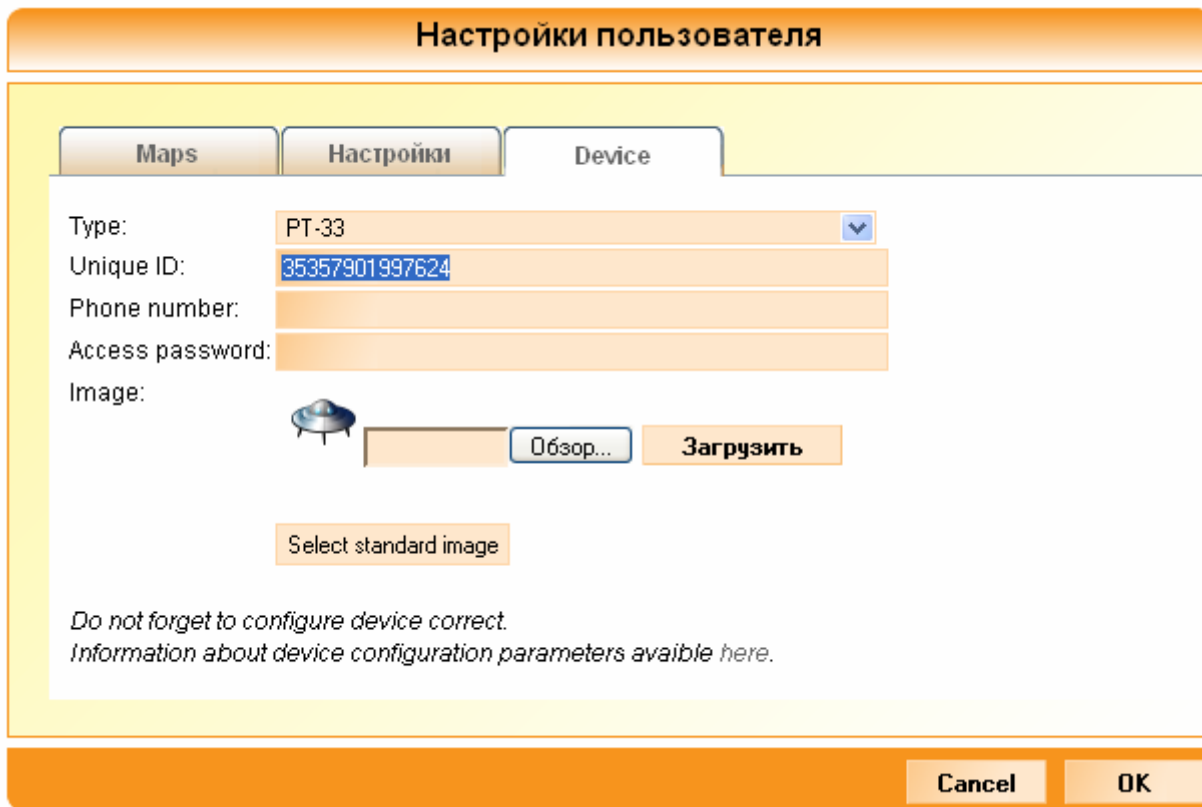 Настройки пользователя
Maps Настройки Device
Type: PT-33
Unique ID: 35357901997624
Phone number:
Access password:
Image:
Обзор... Загрузить
Select standard image
Do not forget to configure device correct.
Information about device configuration parameters avaible here.
Cancel OK